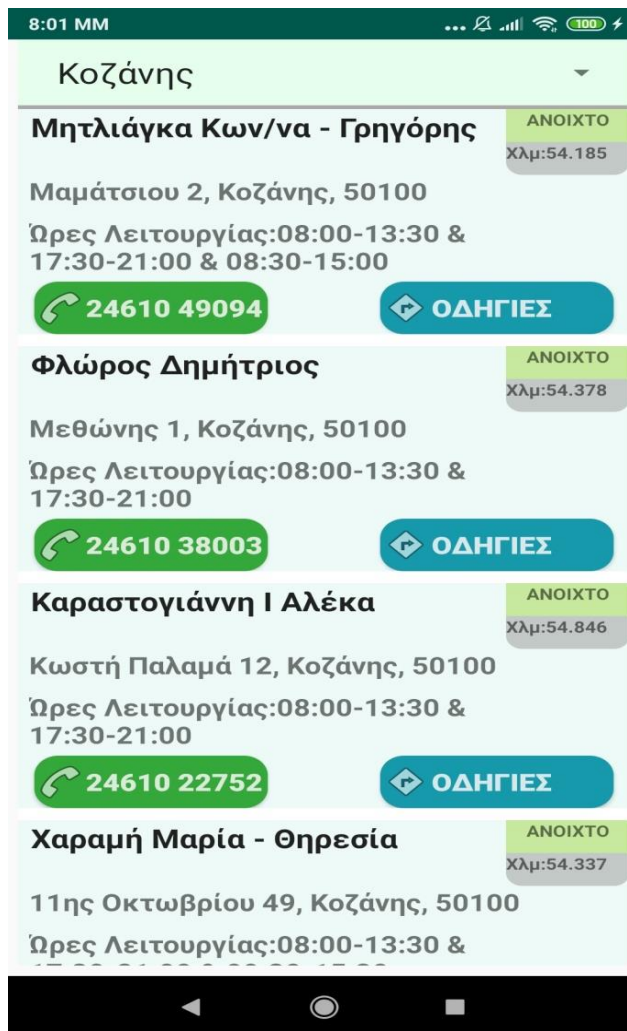 8:01 MM
100
Κοζάνης
Μητλιάγκα Κων/να - Γρηγόρης
ΑΝΟΙΧΤΟ
Χλμ:54.185
Μαμάτσιου 2, Κοζάνης, 50100
Ώρες Λειτουργίας:08:00-13:30 &
17:30-21:00 & 08:30-15:00
24610 49094
ΟΔΗΓΙΕΣ
Φλώρος Δημήτριος
ΑΝΟΙΧΤΟ
Χλμ:54.378
Μεθώνης 1, Κοζάνης, 50100
Ώρες Λειτουργίας:08:00-13:30 &
17:30-21:00
24610 38003
ΟΔΗΓΙΕΣ
Καραστογιάννη Ι Αλέκα
ΑΝΟΙΧΤΟ
Χλμ:54.846
Κωστή Παλαμά 12, Κοζάνης, 50100
Ώρες Λειτουργίας:08:00-13:30 &
17:30-21:00
24610 22752
ΟΔΗΓΙΕΣ
Χαραμή Μαρία - Θηρεσία
ΑΝΟΙΧΤΟ
Χλμ:54.337
11ης Οκτωβρίου 49, Κοζάνης, 50100
Ώρες Λειτουργίας:08:00-13:30 &